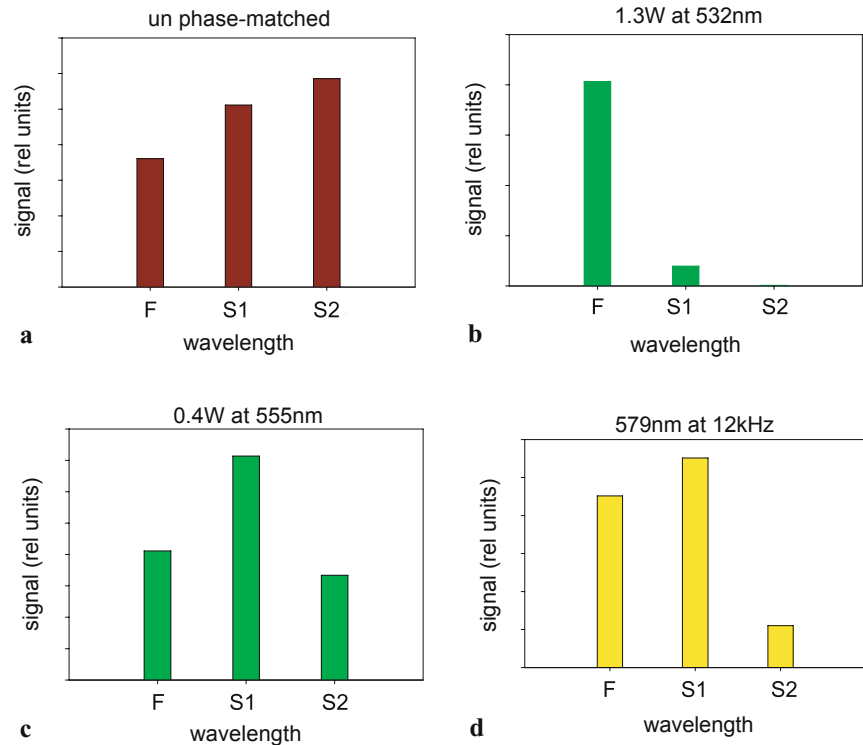 un phase-matched
signal (rel units)
F S1 S2
wavelength
a
1.3W at 532nm
signal (rel units)
F S1 S2
wavelength
b
0.4W at 555nm
signal (rel units)
F S1 S2
wavelength
c
579nm at 12kHz
signal (rel units)
F S1 S2
wavelength
d